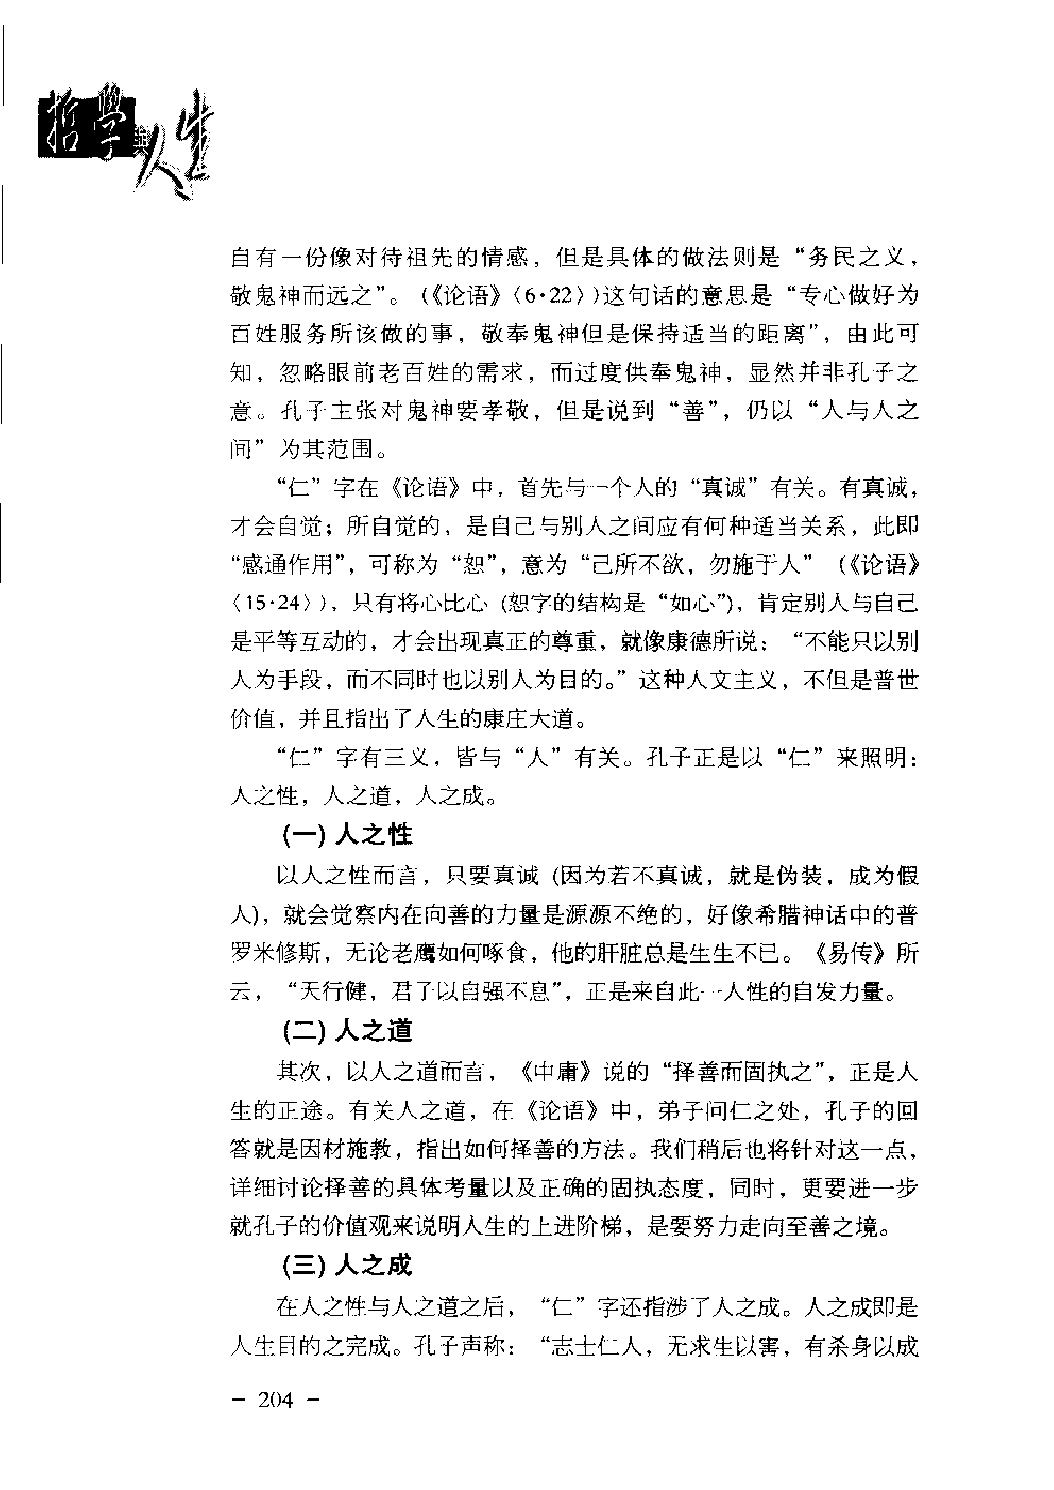 哲學與人生
自有一份像对待祖先的情感，但是具体的做法则是“务民之义，
敬鬼神而远之”。(《论语》〈6·22〉)这句话的意思是“专心做好为
百姓服务所该做的事，敬奉鬼神但是保持适当的距离”，由此可
知，忽略眼前老百姓的需求，而过度供奉鬼神，显然并非孔子之
意。孔子主张对鬼神要孝敬，但是说到“善”，仍以“人与人之
间”为其范围。
“仁”字在《论语》中，首先与一个人的“真诚”有关。有真诚，
才会自觉；所自觉的，是自己与别人之间应有何种适当关系，此即
“感通作用”，可称为“恕”，意为“己所不欲，勿施于人”(《论语》
〈15·24〉)，只有将心比心(恕字的结构是“如心”)，肯定别人与自己
是平等互动的，才会出现真正的尊重，就像康德所说：“不能只以别
人为手段，而不同时也以别人为目的。”这种人文主义，不但是普世
价值，并且指出了人生的康庄大道。
“仁”字有三义，皆与“人”有关。孔子正是以“仁”来照明：
人之性，人之道，人之成。
(一) 人之性
以人之性而言，只要真诚(因为若不真诚，就是伪装，成为假
人)，就会觉察内在向善的力量是源源不绝的，好像希腊神话中的普
罗米修斯，无论老鹰如何啄食，他的肝脏总是生生不已。《易传》所
云，“天行健，君子以自强不息”，正是来自此一人性的自发力量。
(二) 人之道
其次，以人之道而言，《中庸》说的“择善而固执之”，正是人
生的正途。有关人之道，在《论语》中，弟子问仁之处，孔子的回
答就是因材施教，指出如何择善的方法。我们稍后也将针对这一点，
详细讨论择善的具体考量以及正确的固执态度，同时，更要进一步
就孔子的价值观来说明人生的上进阶梯，是要努力走向至善之境。
(三) 人之成
在人之性与人之道之后，“仁”字还指涉了人之成。人之成即是
人生目的之完成。孔子声称：“志士仁人，无求生以害，有杀身以成
- 204 -